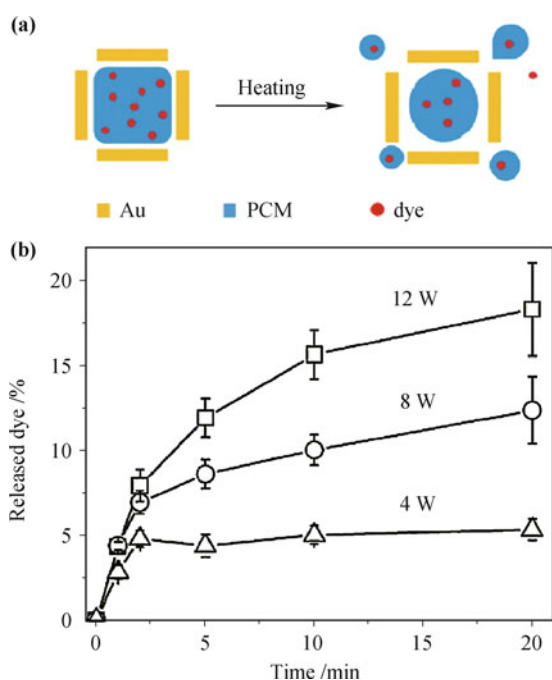 (a)
Heating
Au PCM dye
(b)
20
15
10
5
0
Released dye /%
12 W
8 W
4 W
0 5 10 15 20
Time /min